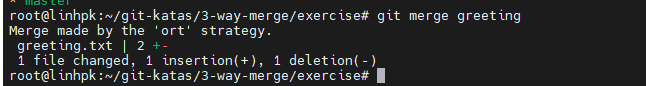 * master
root@linhpk:~/git-katas/3-way-merge/exercise# git merge greeting
Merge made by the 'ort' strategy.
 greeting.txt | 2 +-
 1 file changed, 1 insertion(+), 1 deletion(-)
root@linhpk:~/git-katas/3-way-merge/exercise#